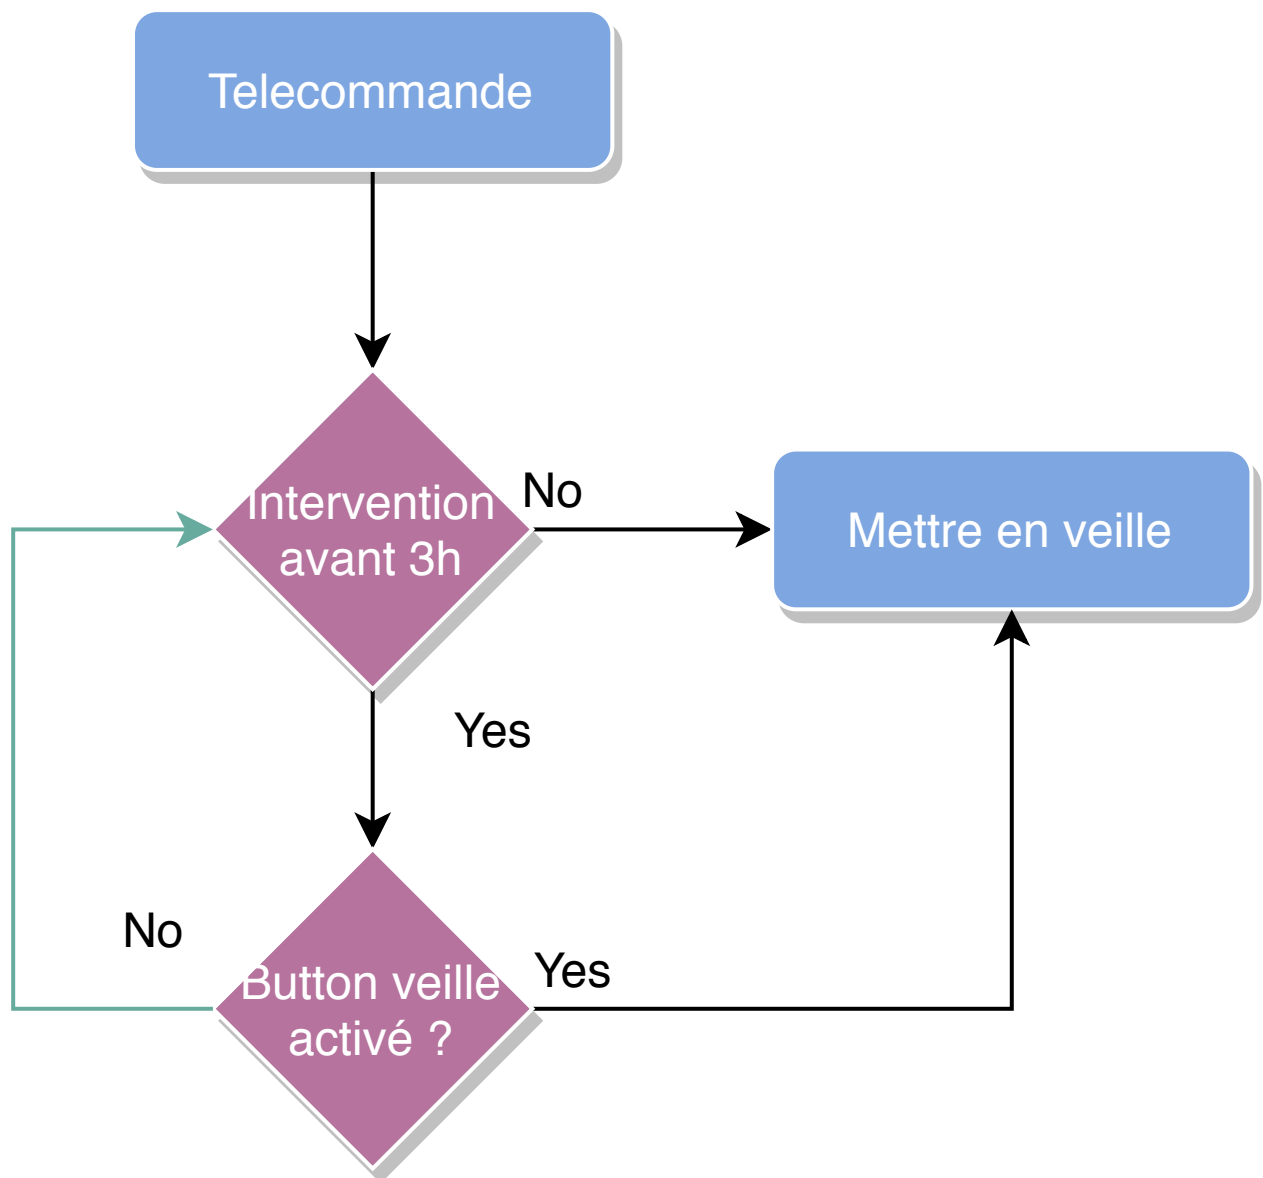 Telecommande
Intervention
avant 3h
No
Mettre en veille
Yes
No
Button veille
activé ?
Yes